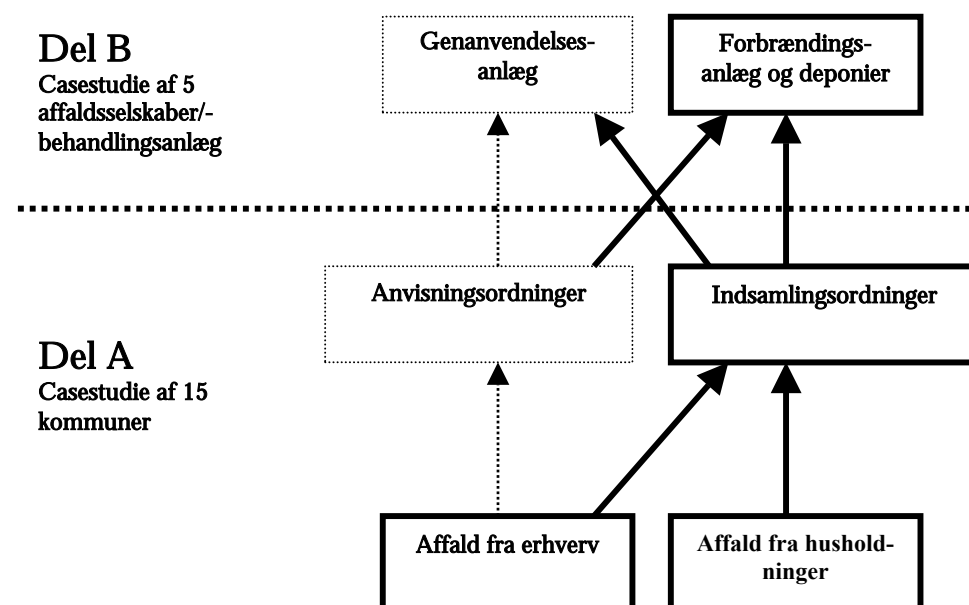 Del B
Casestudie af 5
affaldsselskaber/-
behandlingsanlæg
Genanvendelses-
anlæg
Forbrændings-
anlæg og deponier
Anvisningsordninger
Indsamlingsordninger
Del A
Casestudie af 15
kommuner
Affald fra erhverv
Affald fra hushold-
ninger